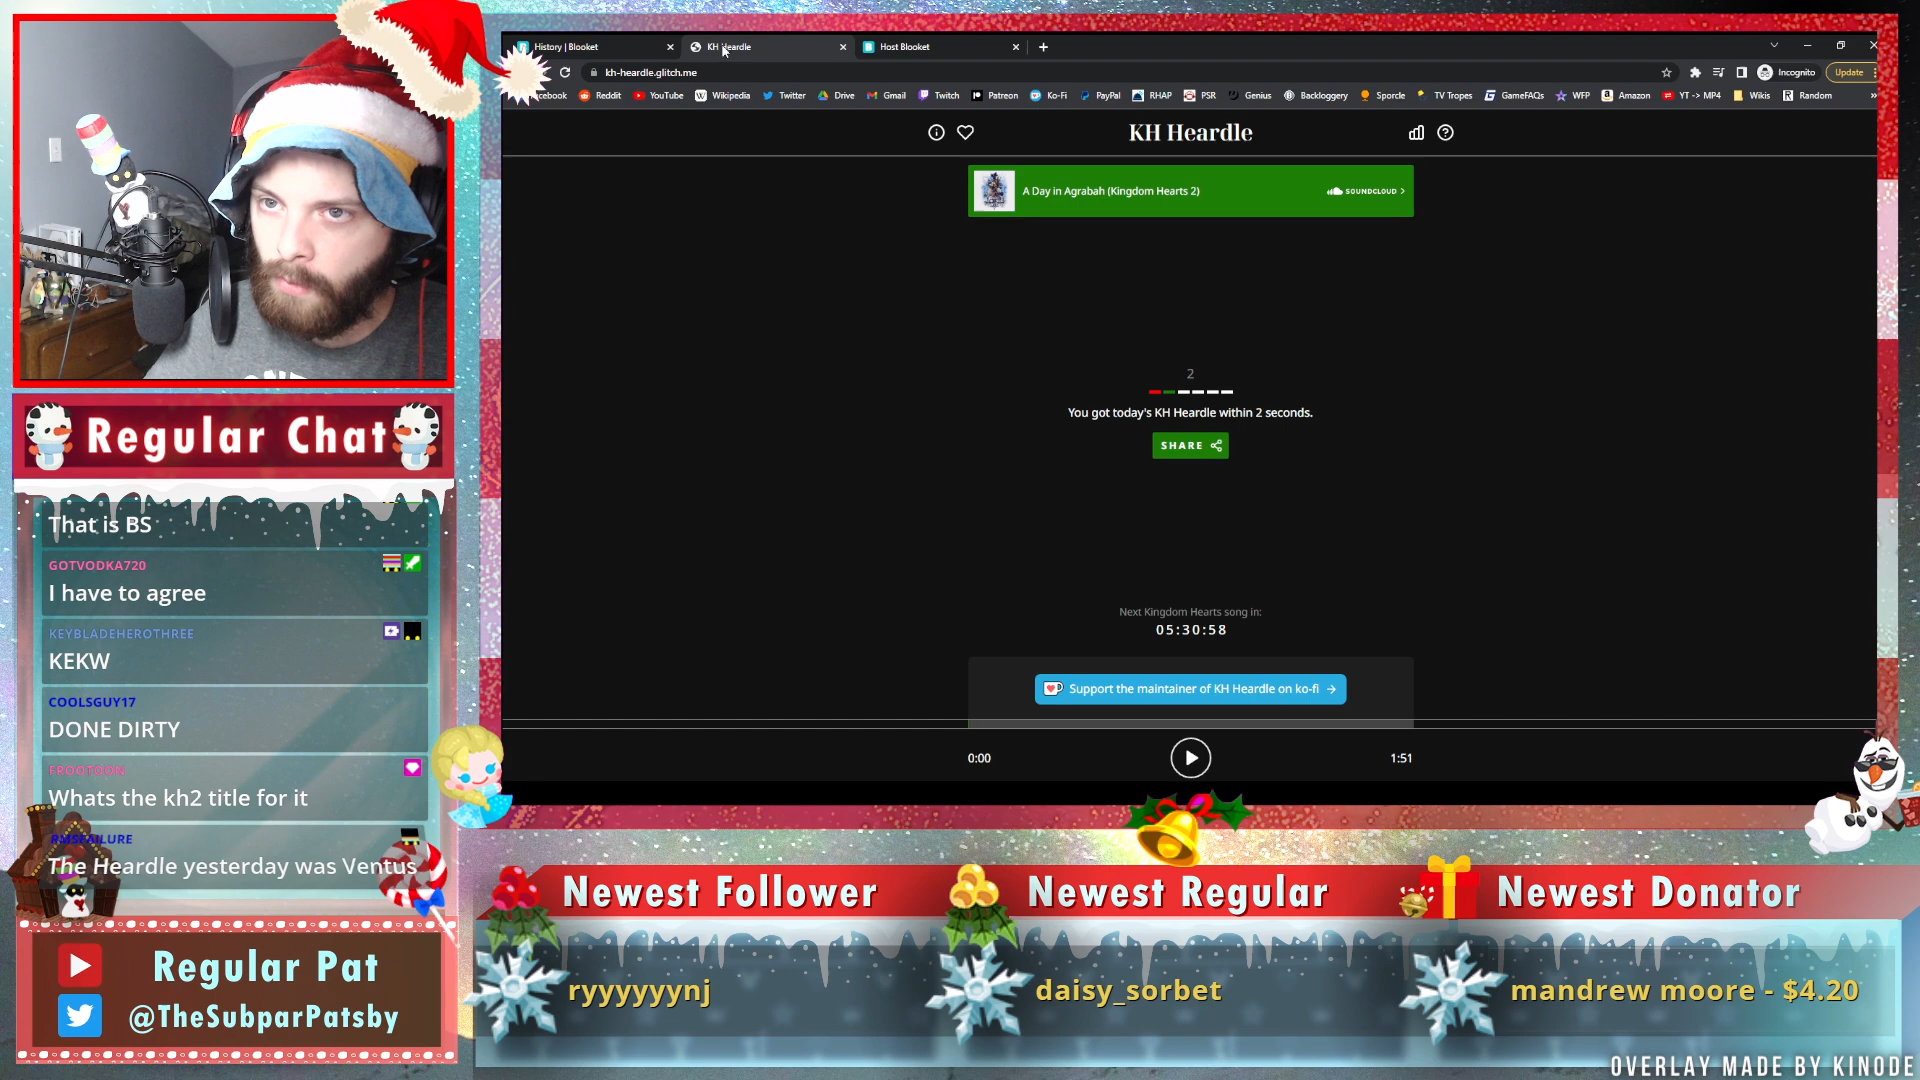 History | Blooket
KH Heardle
Host Blooket
kh-heardle.glitch.me
Incognito
Update
cebook
Reddit
YouTube
Wikipedia
Twitter
Drive
Gmail
Twitch
Patreon
Ko-Fi
PayPal
RHAP
PSR
Genius
Backloggery
Sporcle
TV Tropes
GameFAQs
WFP
Amazon
YT -> MP4
Wikis
Random
KH Heardle
A Day in Agrabah (Kingdom Hearts 2)
SOUNDCLOUD
2
You got today's KH Heardle within 2 seconds.
SHARE
Next Kingdom Hearts song in:
05:30:58
Support the maintainer of KH Heardle on ko-fi
0:00
1:51
Regular Chat
That is BS
GOTVODKA720
I have to agree
KEYBLADEHEROTHREE
KEKW
COOLSGUY17
DONE DIRTY
FROOTOON
Whats the kh2 title for it
RMSFAILURE
The Heardle yesterday was Ventus
Regular Pat
@TheSubparPatsby
Newest Follower
ryyyyyynj
Newest Regular
daisy_sorbet
Newest Donator
mandrew moore - $4.20
OVERLAY MADE BY KINODE